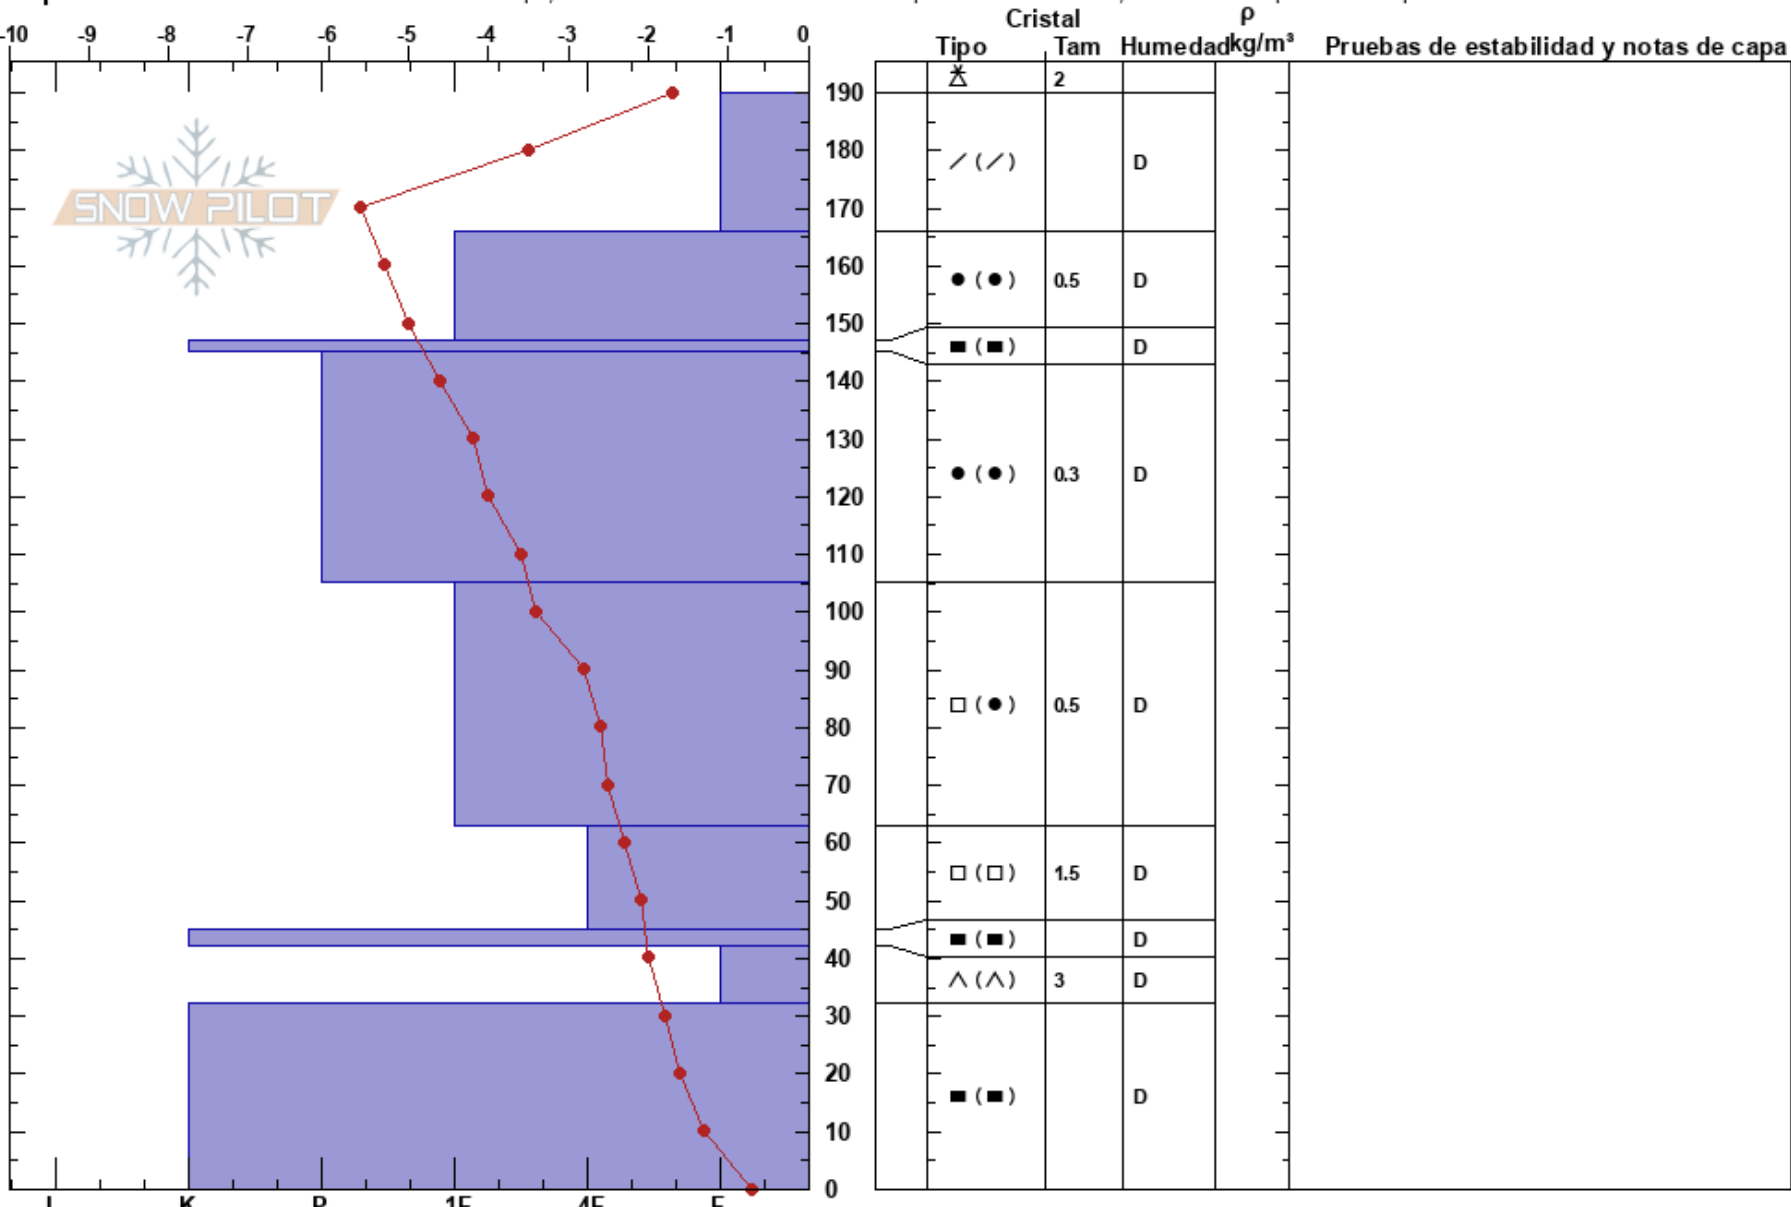 Cristal ρ
-10 -9 -8 -7 -6 -5 -4 -3 -2 -1 0 Tipo Tam Humedad kg/m³ Pruebas de estabilidad y notas de capa
2
190
180 / (/) D
SNOW PILOT
170
160
● (●) 0.5 D
150
■ (■) D
140
130
● (●) 0.3 D
120
110
100
90
□ (●) 0.5 D
80
70
60
□ (□) 1.5 D
50
■ (■) D
40
∧ (∧) 3 D
30
20
■ (■) D
10
0
I K P 1F 4F F